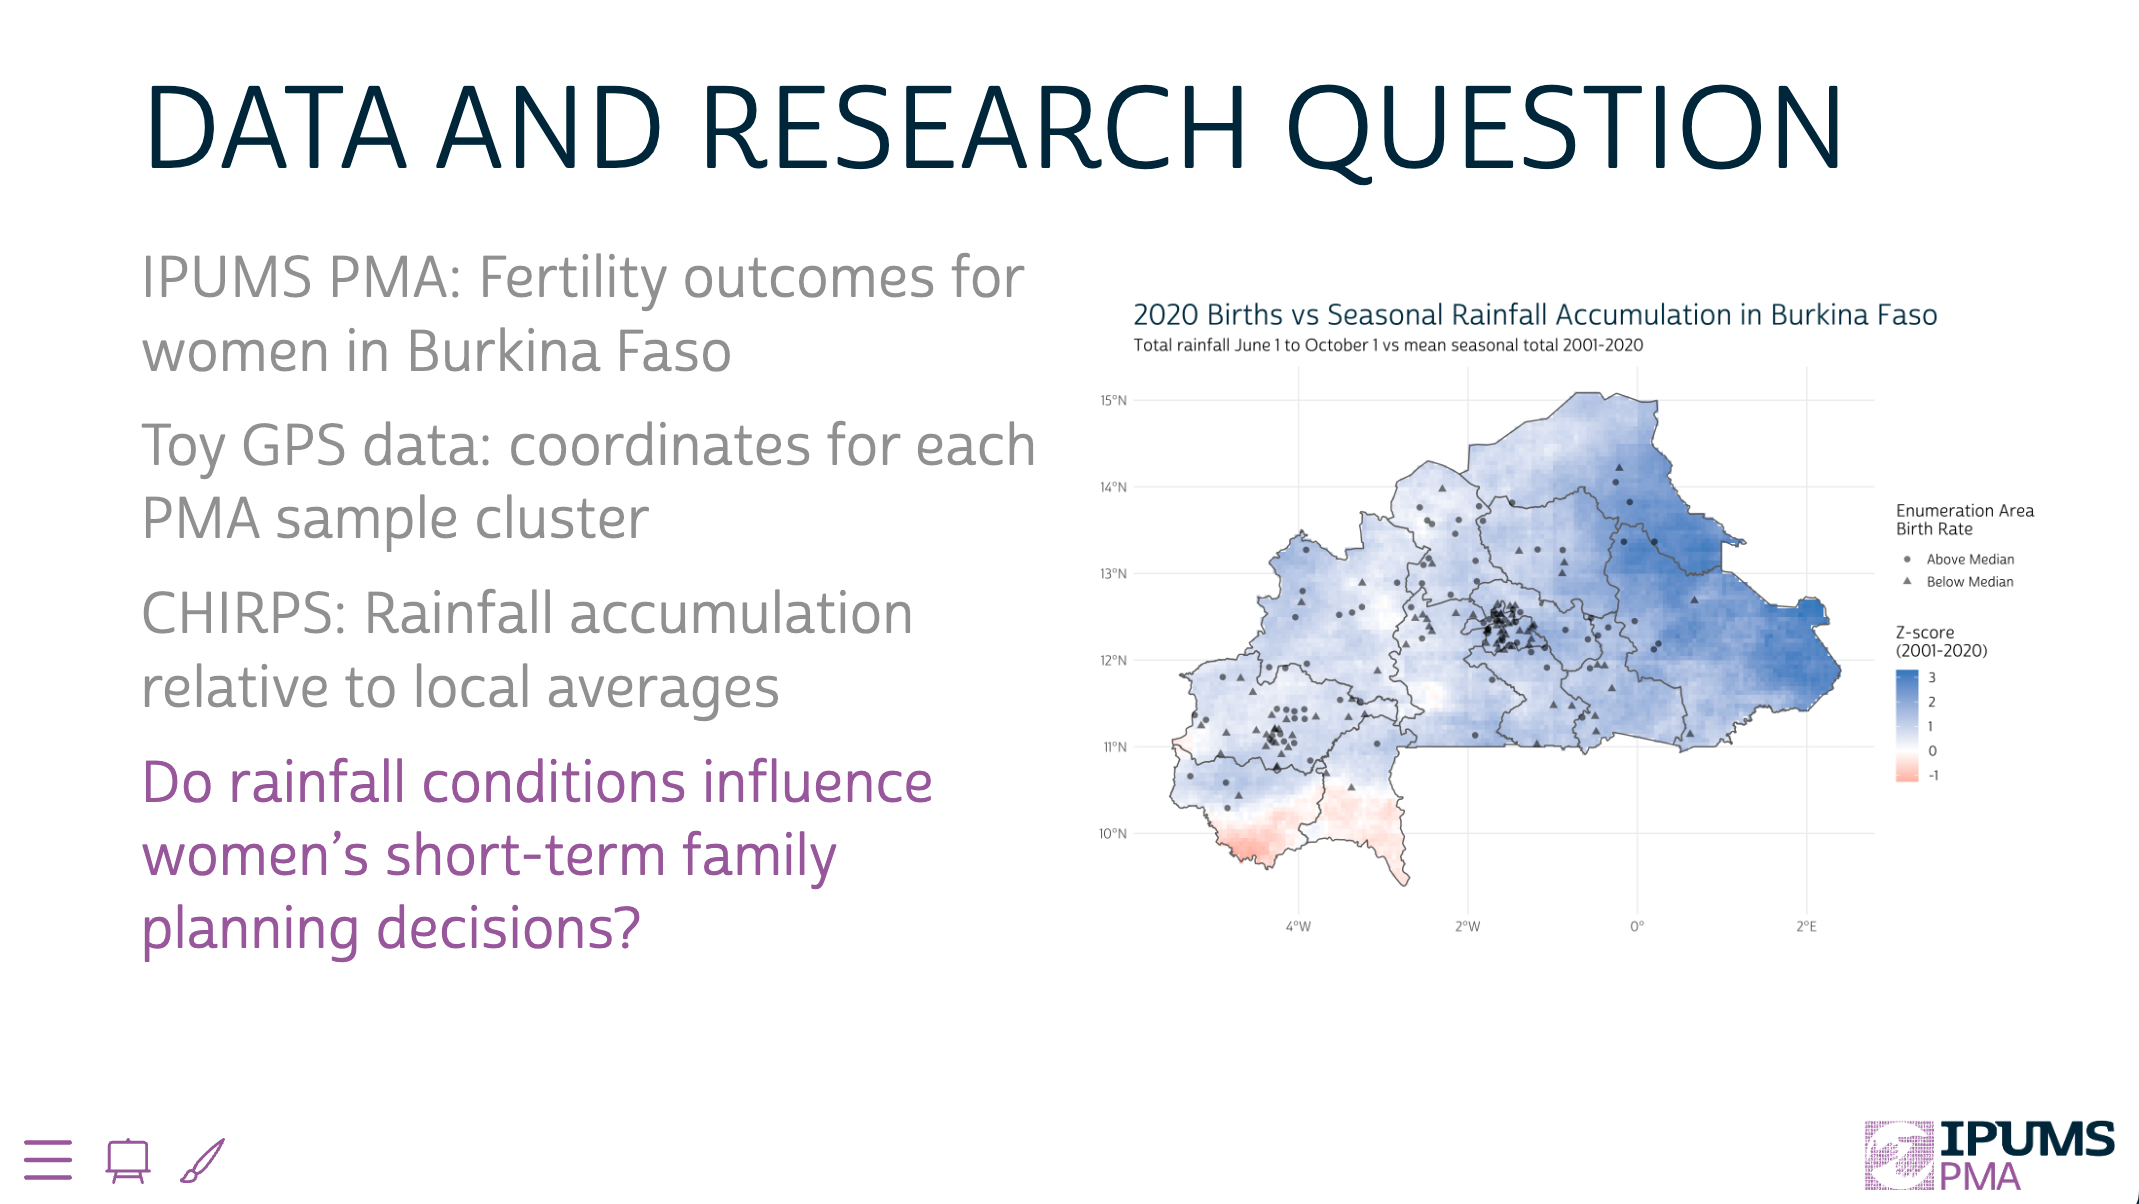 DATA AND RESEARCH QUESTION
IPUMS PMA: Fertility outcomes for
women in Burkina Faso
Toy GPS data: coordinates for each
PMA sample cluster
CHIRPS: Rainfall accumulation
relative to local averages
Do rainfall conditions influence
women’s short-term family
planning decisions?
2020 Births vs Seasonal Rainfall Accumulation in Burkina Faso
Total rainfall June 1 to October 1 vs mean seasonal total 2001-2020
15°N
14°N
13°N
12°N
11°N
10°N
4°W
2°W
0°
2°E
Enumeration Area
Birth Rate
Above Median
Below Median
Z-score
(2001-2020)
3
2
1
0
-1
IPUMS
PMA